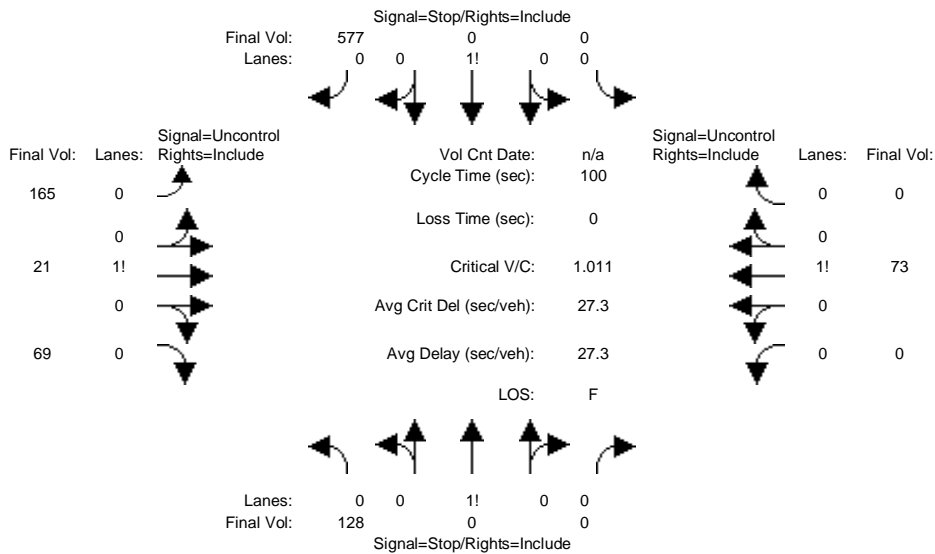 Signal=Stop/Rights=Include
Final Vol: 577 0 0
Lanes: 0 0 1! 0 0
Signal=Uncontrol Signal=Uncontrol
Final Vol: Lanes: Rights=Include Vol Cnt Date: n/a Rights=Include Lanes: Final Vol:
Cycle Time (sec): 100
165 0 0 0
Loss Time (sec): 0
0 0
21 1! Critical V/C: 1.011 1! 73
0 Avg Crit Del (sec/veh): 27.3 0
69 0 Avg Delay (sec/veh): 27.3 0 0
LOS: F
Lanes: 0 0 1! 0 0
Final Vol: 128 0 0
Signal=Stop/Rights=Include